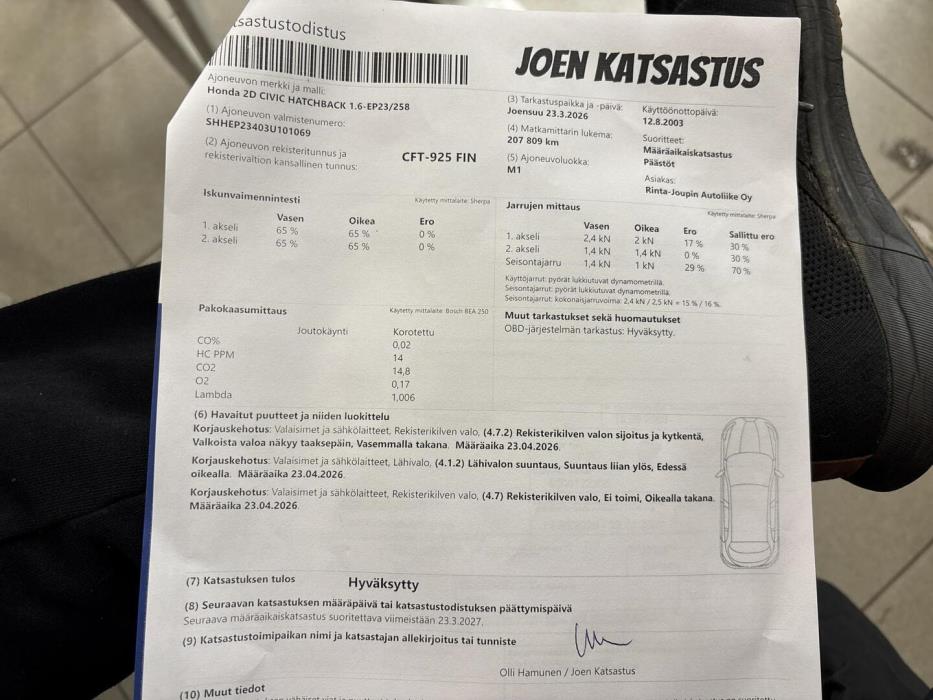 sastustodistus
JOEN KATSASTUS
Ajoneuvon merkki ja malli:
Honda 2D CIVIC HATCHBACK 1.6-EP23/258
(1) Ajoneuvon valmistenumero:
SHHEP23403U101069
(2) Ajoneuvon rekisteritunnus ja
rekisterivaltion kansallinen tunnus:
CFT-925 FIN
(3) Tarkastuspaikka ja -päivä:
Joensuu 23.3.2026
(4) Matkamittarin lukema:
207 809 km
(5) Ajoneuvoluokka:
M1
Käyttöönottopäivä:
12.8.2003
Suoritteet:
Määräaikaiskatsastus
Päästöt
Asiakas:
Rinta-Joupin Autoliike Oy
Iskunvaimennintesti Käytetty mittalaite: Sherpa
Vasen Oikea Ero
1. akseli 65 % 65 % 0 %
2. akseli 65 % 65 % 0 %
Jarrujen mittaus Käytetty mittalaite: Sherpa
Vasen Oikea Ero Sallittu ero
1. akseli 2,4 kN 2 kN 17 % 30 %
2. akseli 1,4 kN 1,4 kN 0 % 30 %
Seisontajarru 1,4 kN 1 kN 29 % 70 %
Käyttöjarrut: pyörät lukkiutuvat dynamometrillä.
Seisontajarrut: pyörät lukkiutuvat dynamometrillä.
Seisontajarrut: kokonaisjarruvoima: 2,4 kN / 2,5 kN = 15 % / 16 %.
Pakokaasumittaus Käytetty mittalaite: Bosch BEA 250
Joutokäynti Korotettu
CO% 0,02
HC PPM 14
CO2 14,8
O2 0,17
Lambda 1,006
Muut tarkastukset sekä huomautukset
OBD-järjestelmän tarkastus: Hyväksytty.
(6) Havaitut puutteet ja niiden luokittelu
Korjauskehotus: Valaisimet ja sähkölaitteet, Rekisterikilven valo, (4.7.2) Rekisterikilven valon sijoitus ja kytkentä,
Valkoista valoa näkyy taaksepäin, Vasemmalla takana. Määräaika 23.04.2026.
Korjauskehotus: Valaisimet ja sähkölaitteet, Lähivalo, (4.1.2) Lähivalon suuntaus, Suuntaus liian ylös, Edessä
oikealla. Määräaika 23.04.2026.
Korjauskehotus: Valaisimet ja sähkölaitteet, Rekisterikilven valo, (4.7) Rekisterikilven valo, Ei toimi, Oikealla takana.
Määräaika 23.04.2026.
(7) Katsastuksen tulos Hyväksytty
(8) Seuraavan katsastuksen määräpäivä tai katsastustodistuksen päättymispäivä
Seuraava määräaikaiskatsastus suoritettava viimeistään 23.3.2027.
(9) Katsastustoimipaikan nimi ja katsastajan allekirjoitus tai tunniste
Olli Hamunen / Joen Katsastus
(10) Muut tiedot